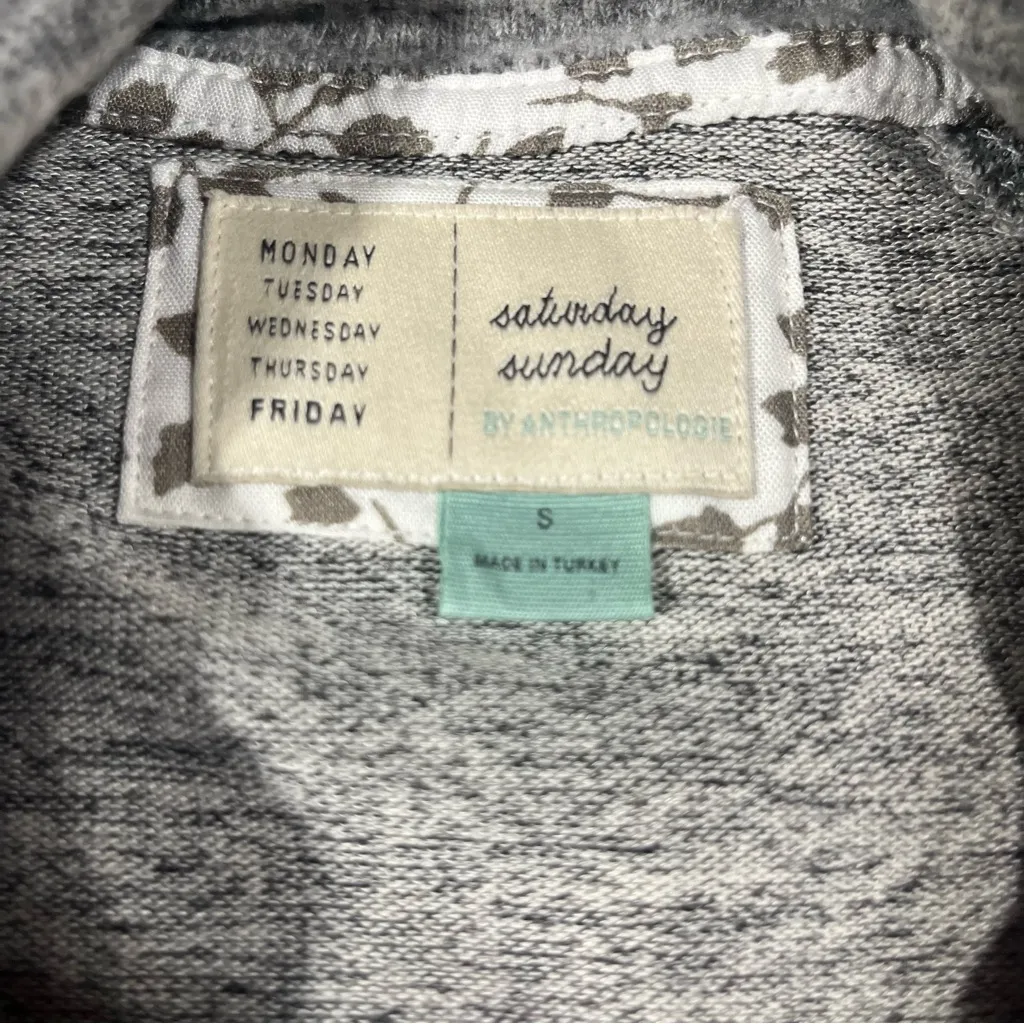 MONDAY
TUESDAY
WEDNESDAY
THURSDAY
FRIDAY
saturday
sunday
BY ANTHROPOLOGIE
S
MADE IN TURKEY